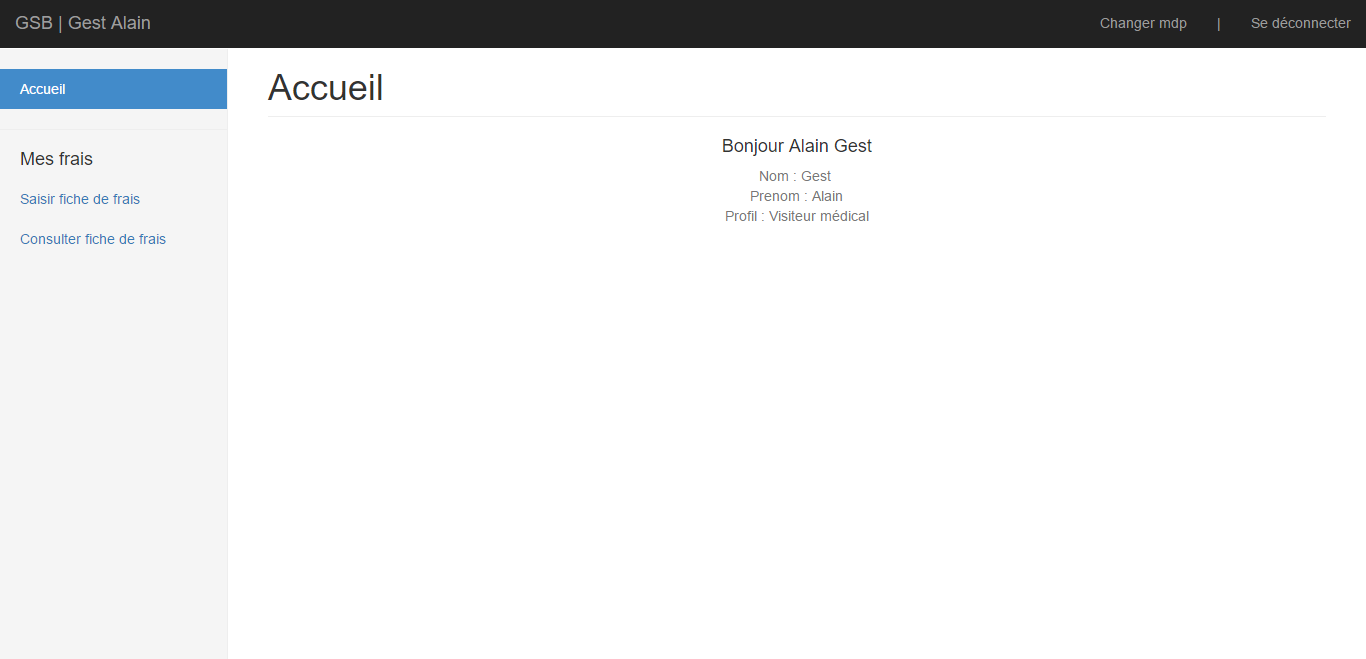 GSB | Gest Alain
Changer mdp | Se déconnecter
Accueil
Mes frais
Saisir fiche de frais
Consulter fiche de frais
Accueil
Bonjour Alain Gest
Nom : Gest
Prenom : Alain
Profil : Visiteur médical